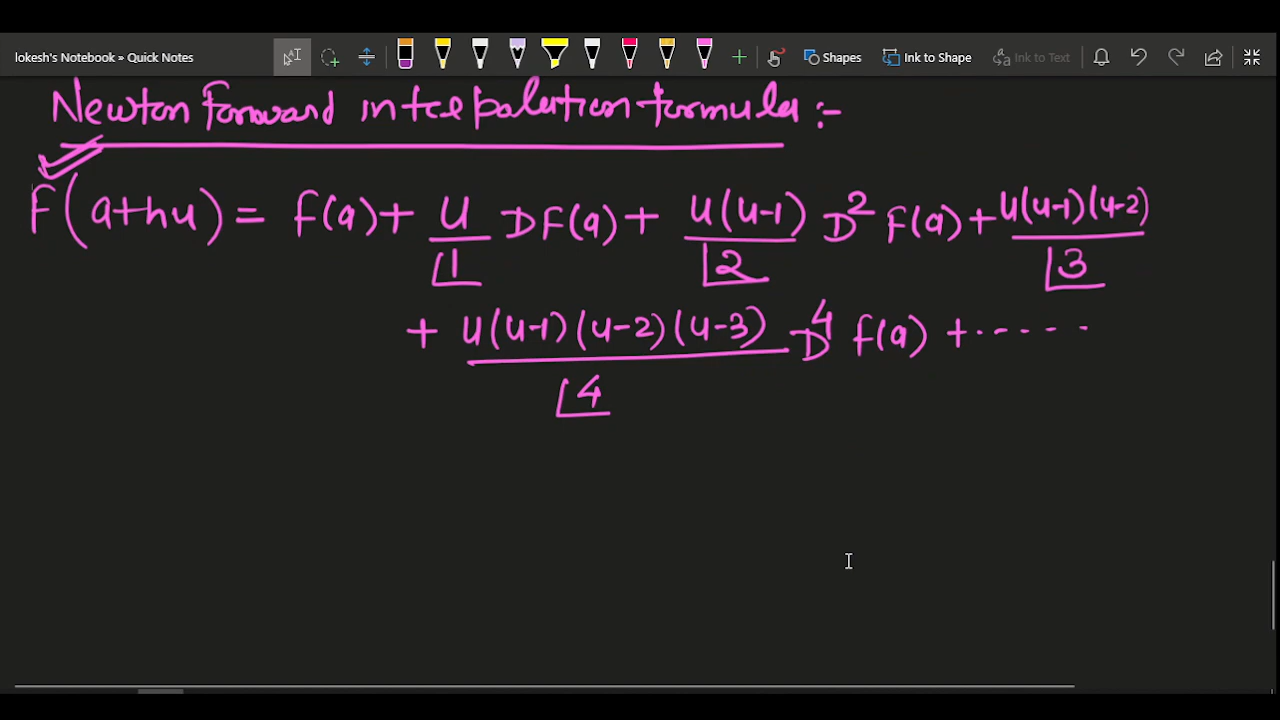 lokesh's Notebook » Quick Notes Shapes Ink to Shape Ink to Text
Newton Forward intepolation formula :-
F(a+hu) = f(a) + u/⌊1 DF(a) + u(u-1)/⌊2 D² F(a) + u(u-1)(u-2)/⌊3
+ u(u-1)(u-2)(u-3)/⌊4 D⁴ f(a) + ......